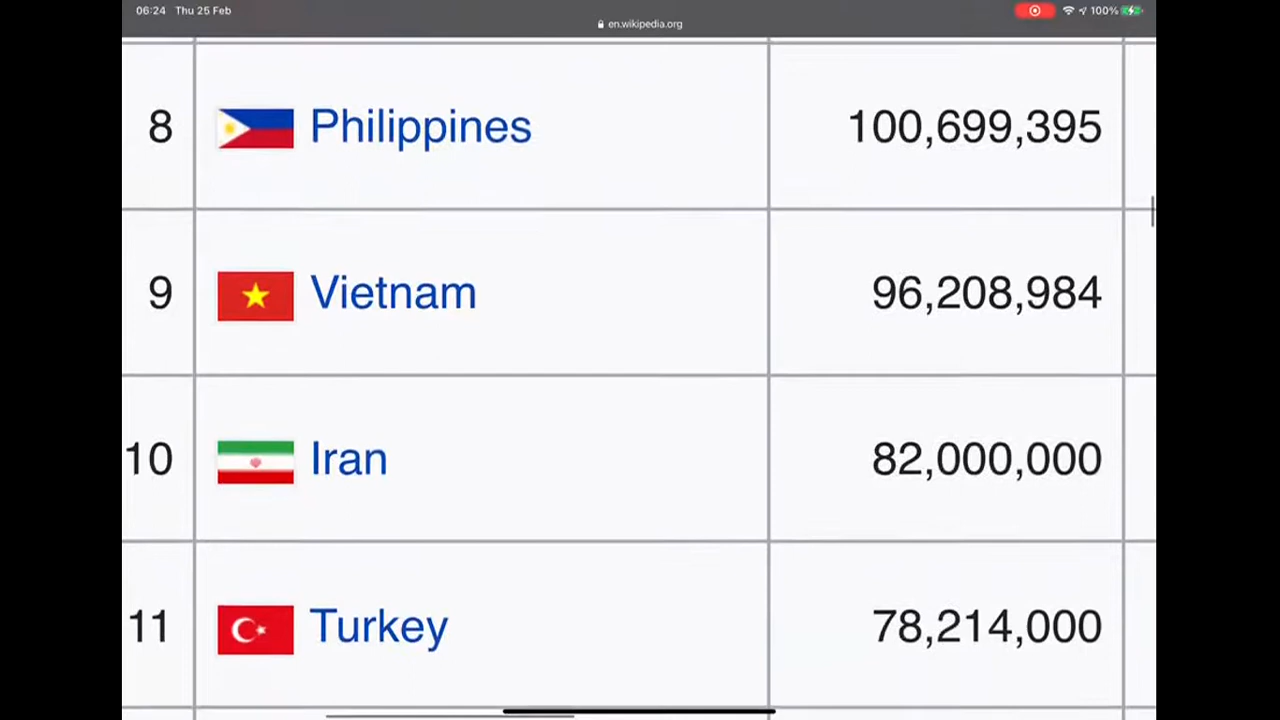 06:24 Thu 25 Feb
en.wikipedia.org
100%
8 Philippines 100,699,395
9 Vietnam 96,208,984
10 Iran 82,000,000
11 Turkey 78,214,000